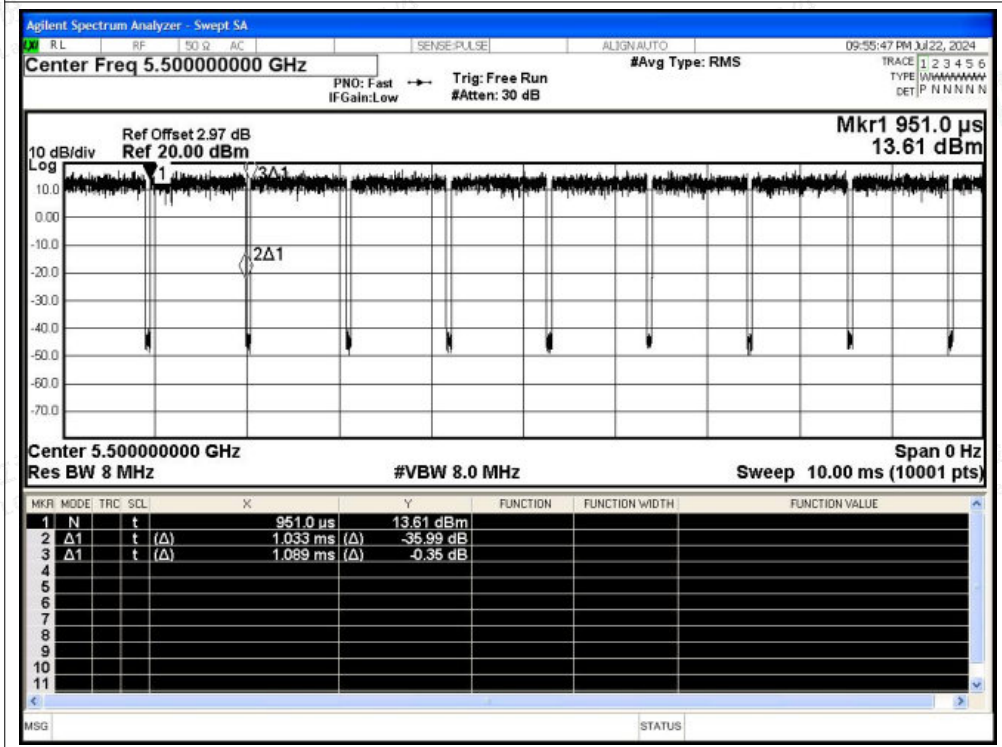 Agilent Spectrum Analyzer - Swept SA
LXI RL RF 50 Ω AC SENSE:PULSE ALIGN AUTO 09:55:47 PM Jul 22, 2024
Center Freq 5.500000000 GHz
PNO: Fast
IFGain:Low
Trig: Free Run
#Atten: 30 dB
#Avg Type: RMS
TRACE 1 2 3 4 5 6
TYPE WWWWWW
DET P N N N N N
Ref Offset 2.97 dB
10 dB/div Ref 20.00 dBm
Mkr1 951.0 µs
13.61 dBm
Log
1
3Δ1
10.0
0.00
-10.0
2Δ1
-20.0
-30.0
-40.0
-50.0
-60.0
-70.0
Center 5.500000000 GHz Span 0 Hz
Res BW 8 MHz #VBW 8.0 MHz Sweep 10.00 ms (10001 pts)
MKR MODE TRC SCL X Y FUNCTION FUNCTION WIDTH FUNCTION VALUE
1 N t 951.0 µs 13.61 dBm
2 Δ1 t (Δ) 1.033 ms (Δ) -35.99 dB
3 Δ1 t (Δ) 1.089 ms (Δ) -0.35 dB
4
5
6
7
8
9
10
11
MSG STATUS